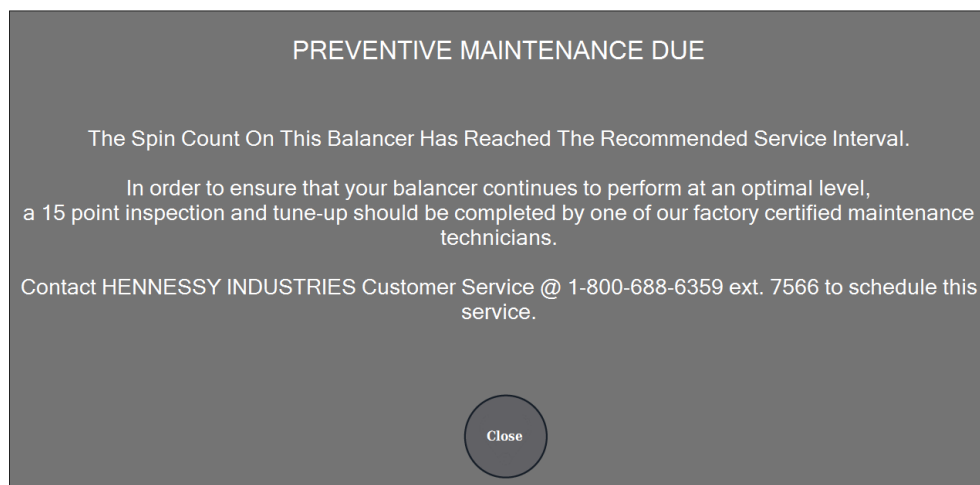 PREVENTIVE MAINTENANCE DUE
The Spin Count On This Balancer Has Reached The Recommended Service Interval.
In order to ensure that your balancer continues to perform at an optimal level,
a 15 point inspection and tune-up should be completed by one of our factory certified maintenance
technicians.
Contact HENNESSY INDUSTRIES Customer Service @ 1-800-688-6359 ext. 7566 to schedule this
service.
Close